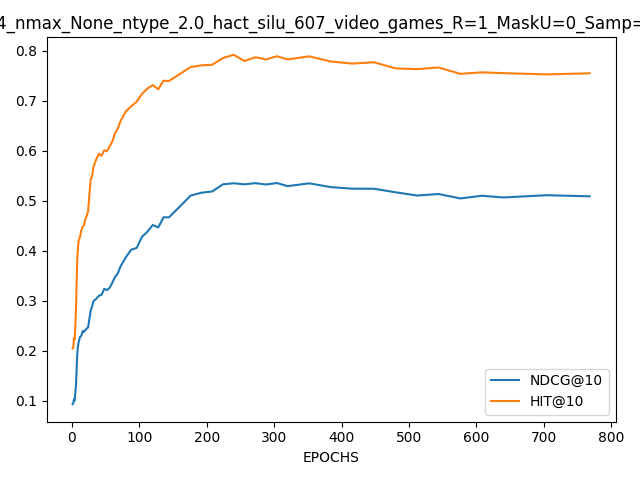 4_nmax_None_ntype_2.0_hact_silu_607_video_games_R=1_MaskU=0_Samp=
0.8
0.7
0.6
0.5
0.4
0.3
0.2
0.1
NDCG@10
HIT@10
0 100 200 300 400 500 600 700 800
EPOCHS